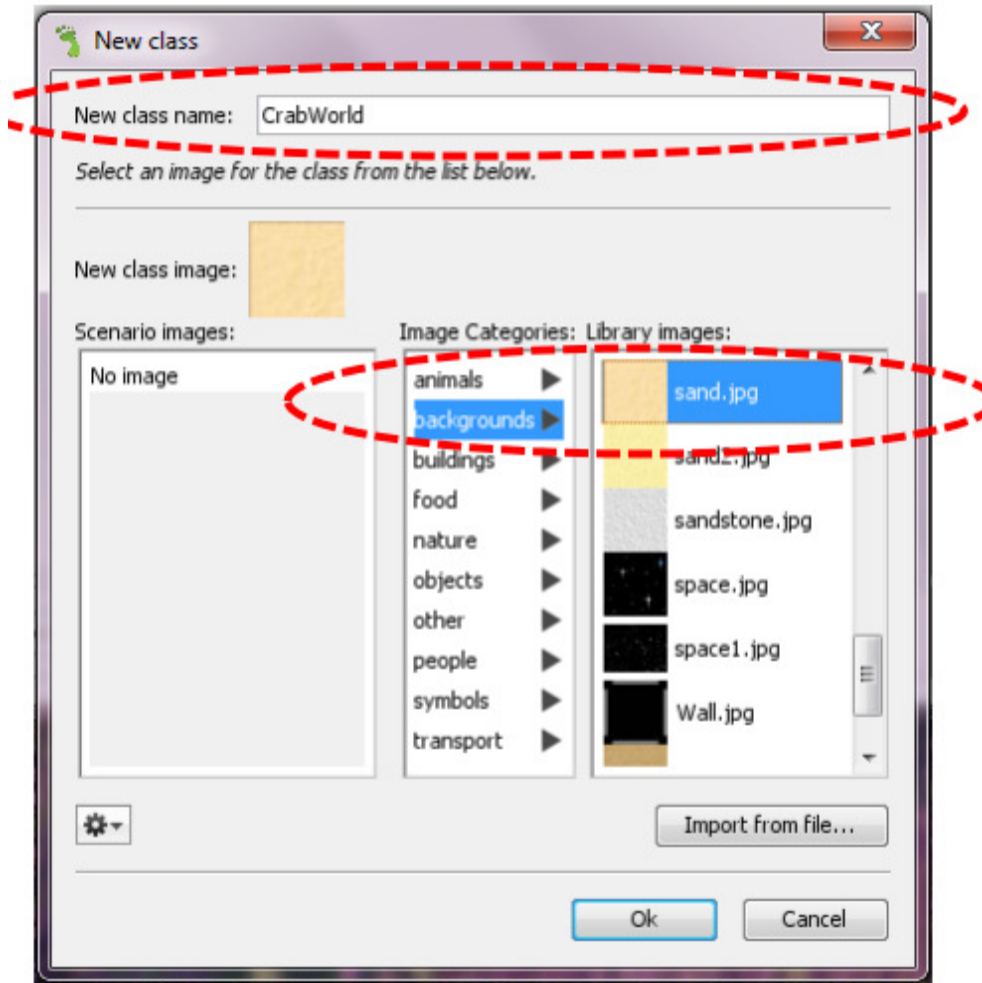 New class
New class name: CrabWorld
Select an image for the class from the list below.
New class image:
Scenario images: Image Categories: Library images:
No image
animals
backgrounds
buildings
food
nature
objects
other
people
symbols
transport
sand.jpg
sand2.jpg
sandstone.jpg
space.jpg
space1.jpg
Wall.jpg
Import from file...
Ok Cancel